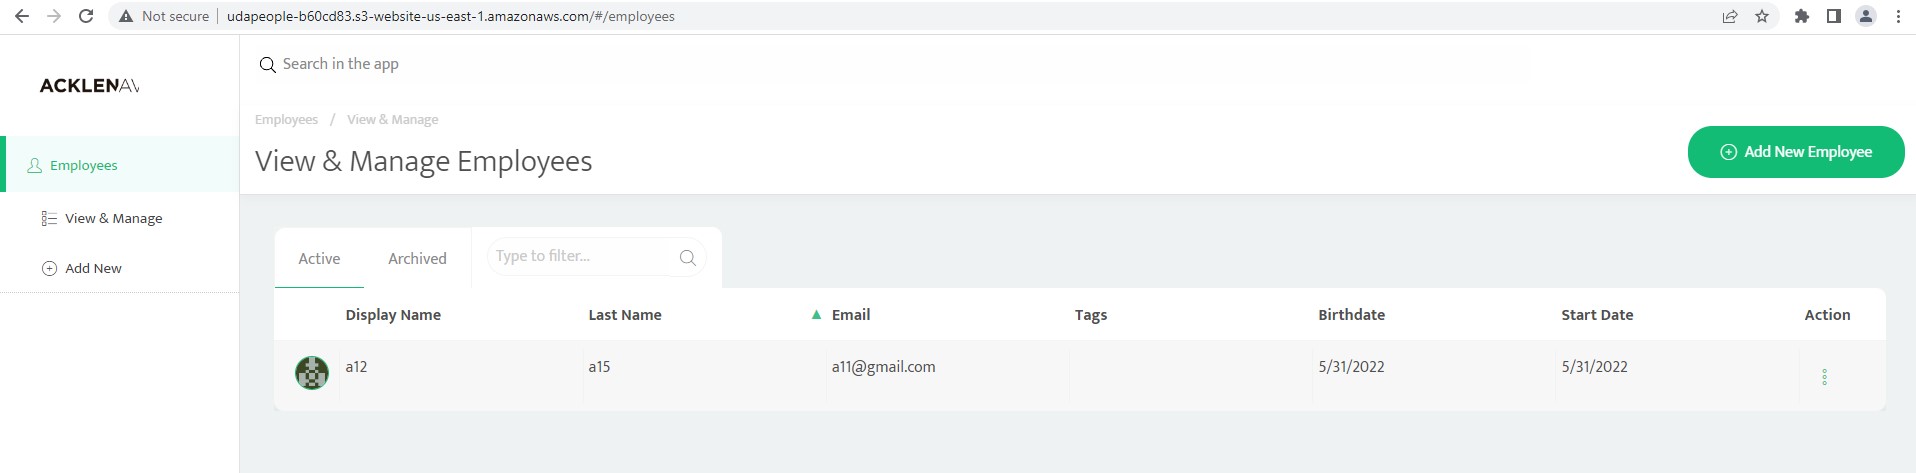 Not secure | udapeople-b60cd83.s3-website-us-east-1.amazonaws.com/#/employees
ACKLENAV
Search in the app
Employees / View & Manage
View & Manage Employees
Add New Employee
Employees
View & Manage
Add New
Active Archived Type to filter...
Display Name Last Name ▲ Email Tags Birthdate Start Date Action
a12 a15 a11@gmail.com 5/31/2022 5/31/2022